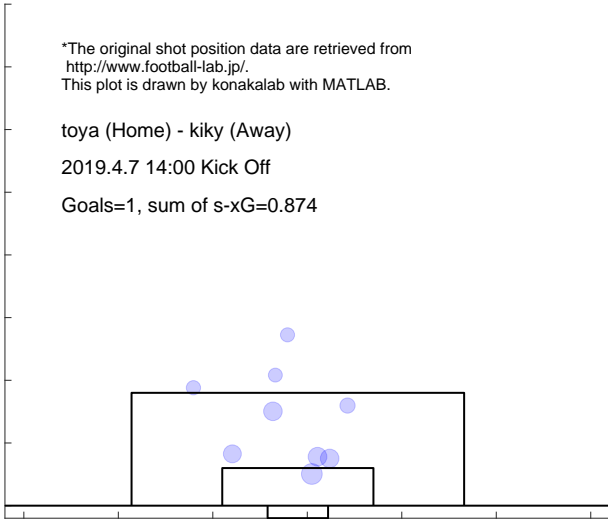 *The original shot position data are retrieved from
http://www.football-lab.jp/.
This plot is drawn by konakalab with MATLAB.
toya (Home) - kiky (Away)
2019.4.7 14:00 Kick Off
Goals=1, sum of s-xG=0.874